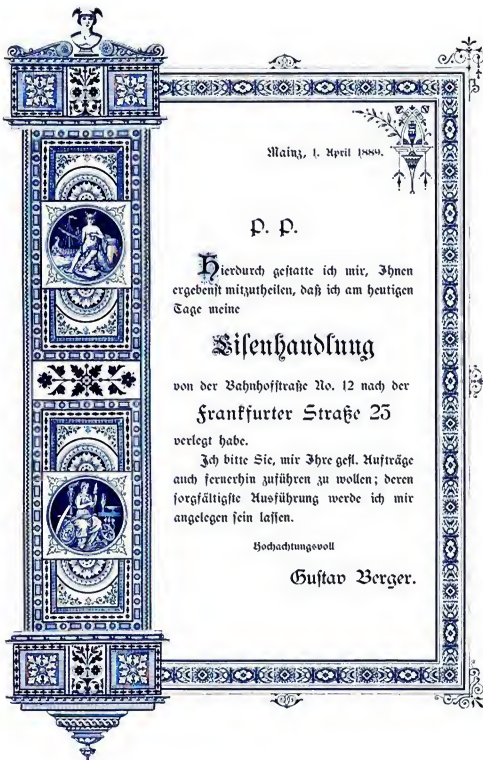 Mainz, 1. April 1889.
P. P.
Hierdurch gestatte ich mir, Ihnen
ergebenst mitzutheilen, daß ich am heutigen
Tage meine
Eisenhandlung
von der Bahnhofstraße No. 12 nach der
Frankfurter Straße 25
verlegt habe.
Ich bitte Sie, mir Ihre gefl. Aufträge
auch fernerhin zuführen zu wollen; deren
sorgfältigste Ausführung werde ich mir
angelegen sein lassen.
Hochachtungsvoll
Gustav Berger.